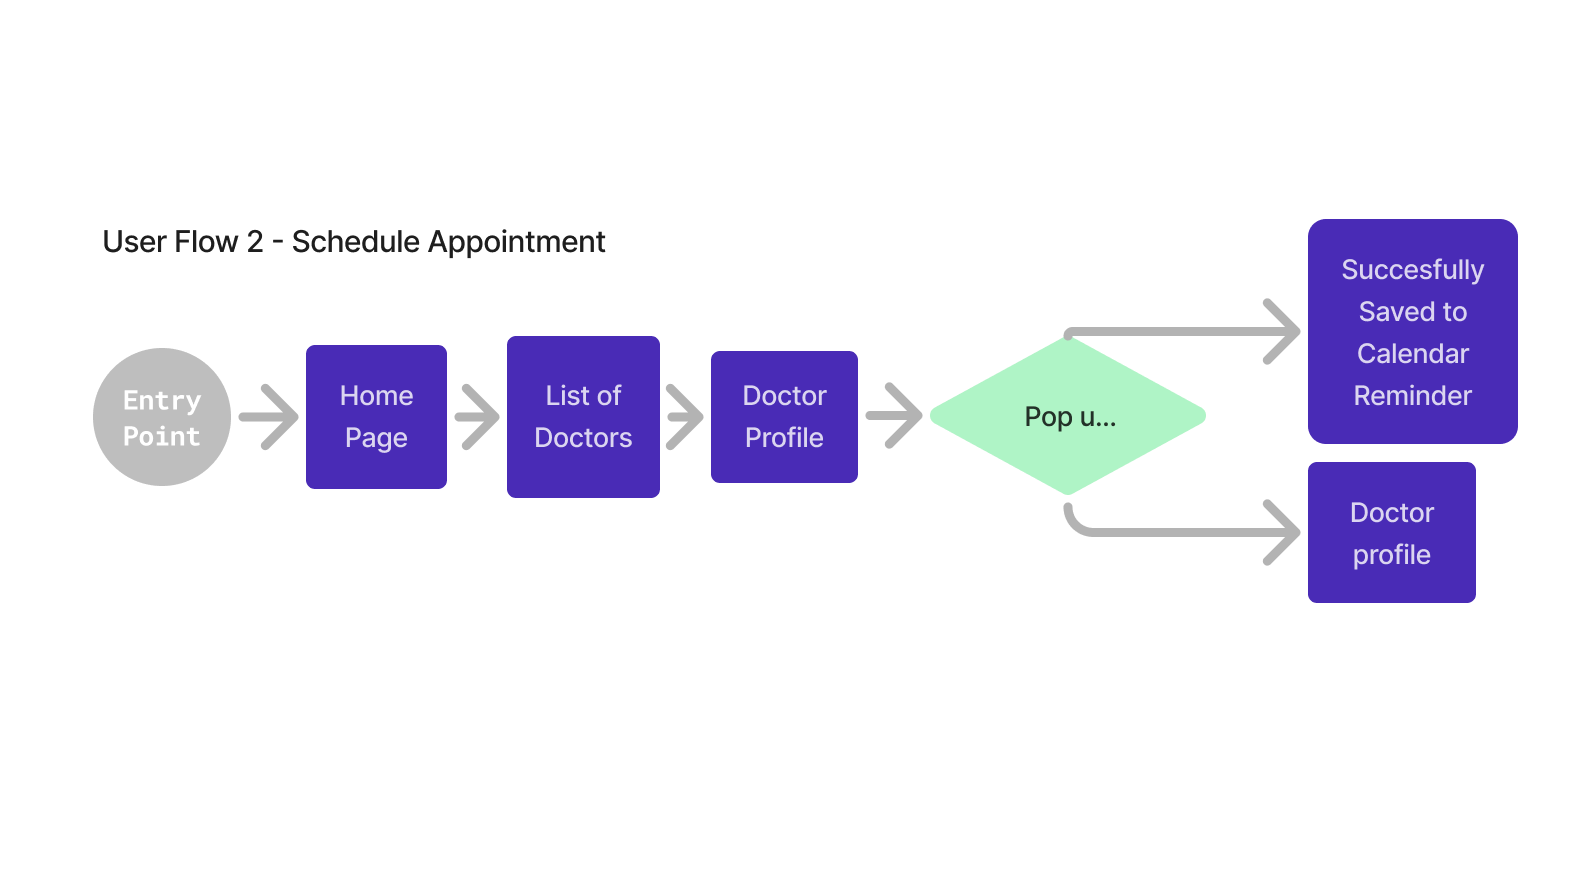 User Flow 2 - Schedule Appointment
Entry
Point
Home
Page
List of
Doctors
Doctor
Profile
Pop u...
Succesfully
Saved to
Calendar
Reminder
Doctor
profile